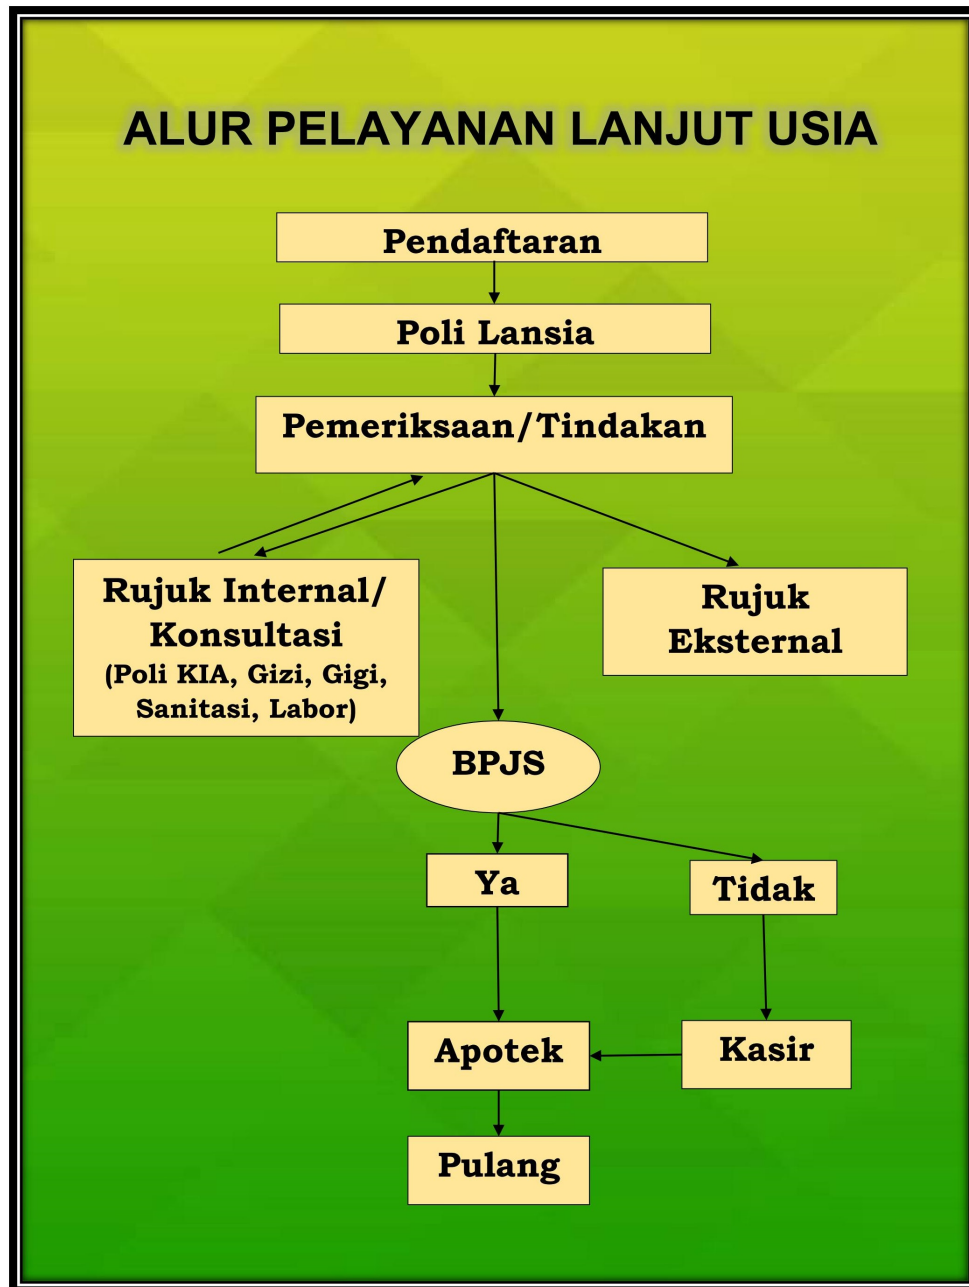 ALUR PELAYANAN LANJUT USIA
Pendaftaran
Poli Lansia
Pemeriksaan/Tindakan
Rujuk Internal/
Konsultasi
(Poli KIA, Gizi, Gigi,
Sanitasi, Labor)
Rujuk
Eksternal
BPJS
Ya
Tidak
Apotek
Kasir
Pulang